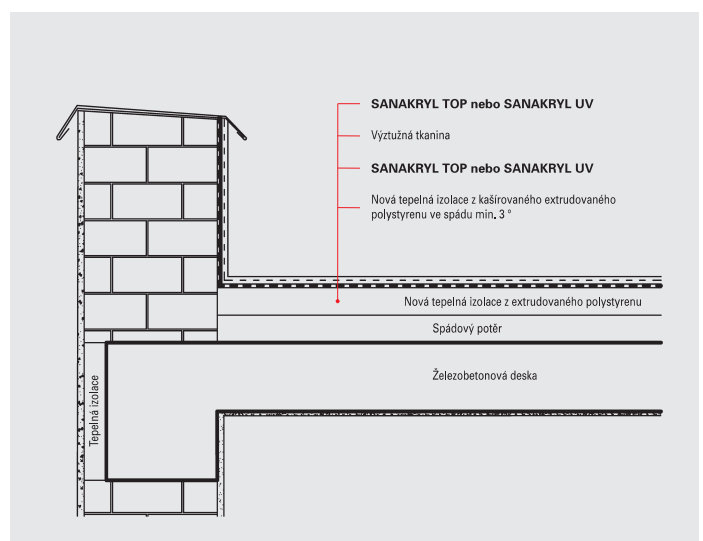 SANAKRYL TOP nebo SANAKRYL UV
Výztužná tkanina
SANAKRYL TOP nebo SANAKRYL UV
Nová tepelná izolace z kašírovaného extrudovaného
polystyrenu ve spádu min. 3 °
Nová tepelná izolace z extrudovaného polystyrenu
Spádový potěr
Železobetonová deska
Tepelná izolace